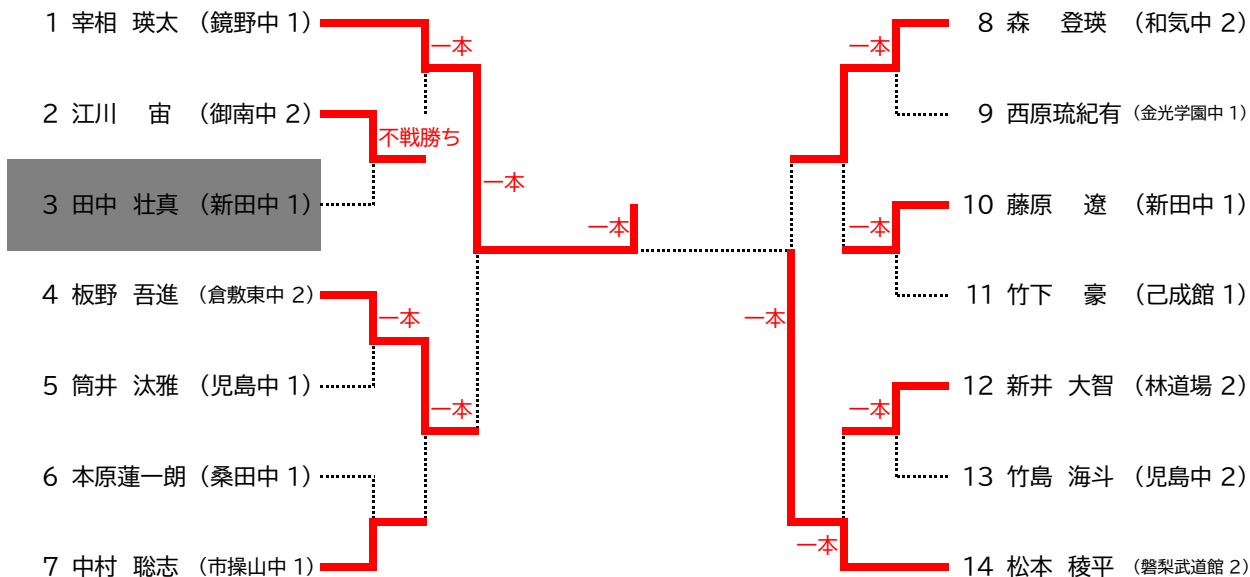 1 宰相 瑛太 (鏡野中 1)
一本
2 江川 宙 (御南中 2)
不戦勝ち
3 田中 壮真 (新田中 1)
一本
4 板野 吾進 (倉敷東中 2)
一本
5 筒井 汰雅 (児島中 1)
一本
6 本原蓮一朗 (桑田中 1)
7 中村 聡志 (市操山中 1)
一本
8 森 登瑛 (和気中 2)
一本
9 西原琉紀有 (金光学園中 1)
10 藤原 遼 (新田中 1)
一本
11 竹下 豪 (己成館 1)
一本
12 新井 大智 (林道場 2)
一本
13 竹島 海斗 (児島中 2)
一本
14 松本 稜平 (磐梨武道館 2)